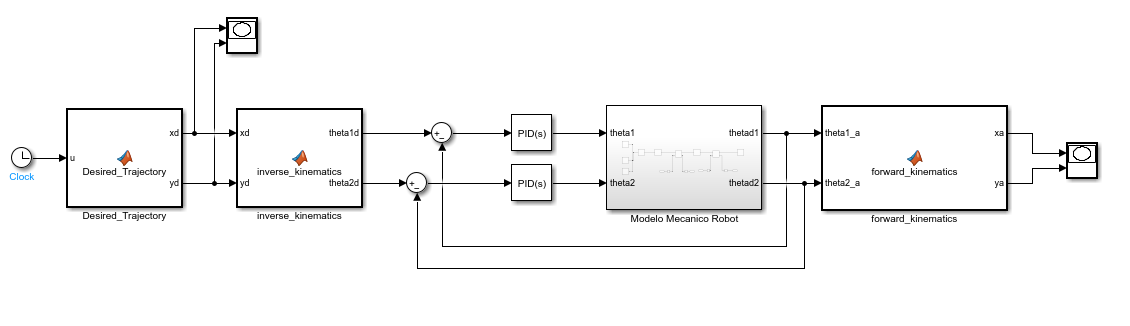 xd
xd
theta1d
theta1
thetad1
theta1_a
xa
+
_
PID(s)
Clock
u
Desired_Trajectory
inverse_kinematics
forward_kinematics
yd
yd
theta2d
theta2
thetad2
theta2_a
ya
+
_
PID(s)
Desired_Trajectory
inverse_kinematics
Modelo Mecanico Robot
forward_kinematics